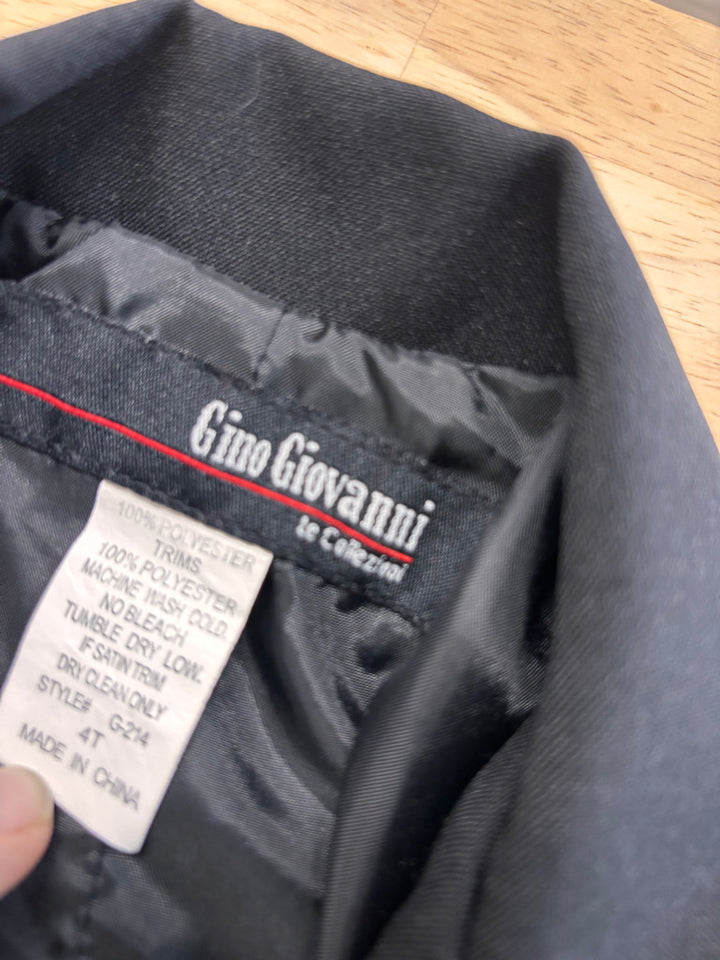 Gino Giovanni
Le Collezioni
100% POLYESTER
TRIMS
100% POLYESTER
MACHINE WASH COLD.
NO BLEACH
TUMBLE DRY LOW.
IF SATIN TRIM
DRY CLEAN ONLY
STYLE# G-214
4T
MADE IN CHINA